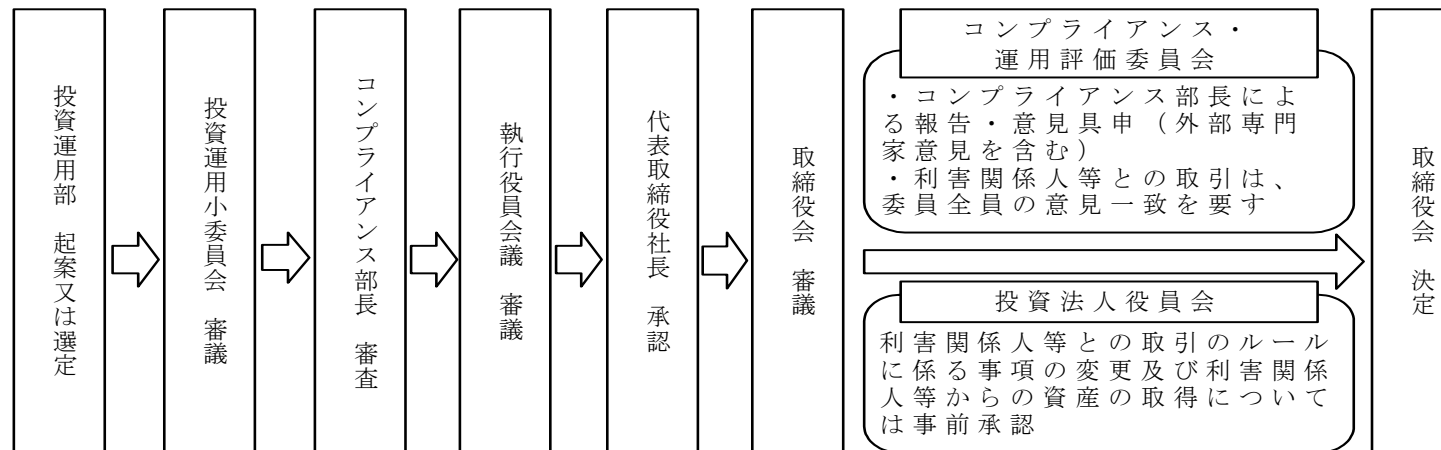 投資運用部　起案又は選定
投資運用小委員会　審議
コンプライアンス部長　審査
執行役員会議　審議
代表取締役社長　承認
取締役会　審議
コンプライアンス・
運用評価委員会
・コンプライアンス部長によ
る報告・意見具申（外部専門
家意見を含む）
・利害関係人等との取引は、
委員全員の意見一致を要す
投資法人役員会
利害関係人等との取引のルール
に係る事項の変更及び利害関係
人等からの資産の取得について
は事前承認
取締役会　決定